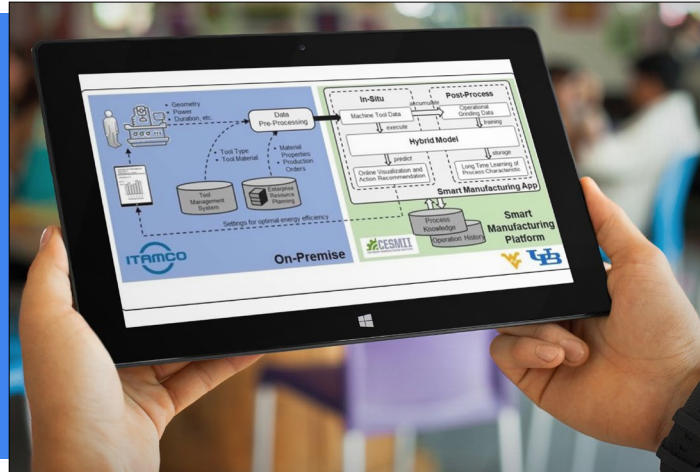 • Geometry
• Power
• Duration, etc.
Data
Pre-Processing
• Tool Type
• Tool Material
• Material
Properties
• Production
Orders
Tool
Management
System
Enterprise
Resource
Planning
Settings for optimal energy efficiency
ITAMCO
On-Premise
In-Situ
accumulate
Post-Process
Machine Tool Data
Operational
Grinding Data
execute
training
Hybrid Model
predict
storage
Online Visualization and
Action Recommendation
Long Time Learning of
Process Characteristic
Smart Manufacturing App
Process
Knowledge
Operation History
Smart
Manufacturing
Platform
CESMII
WV
UB